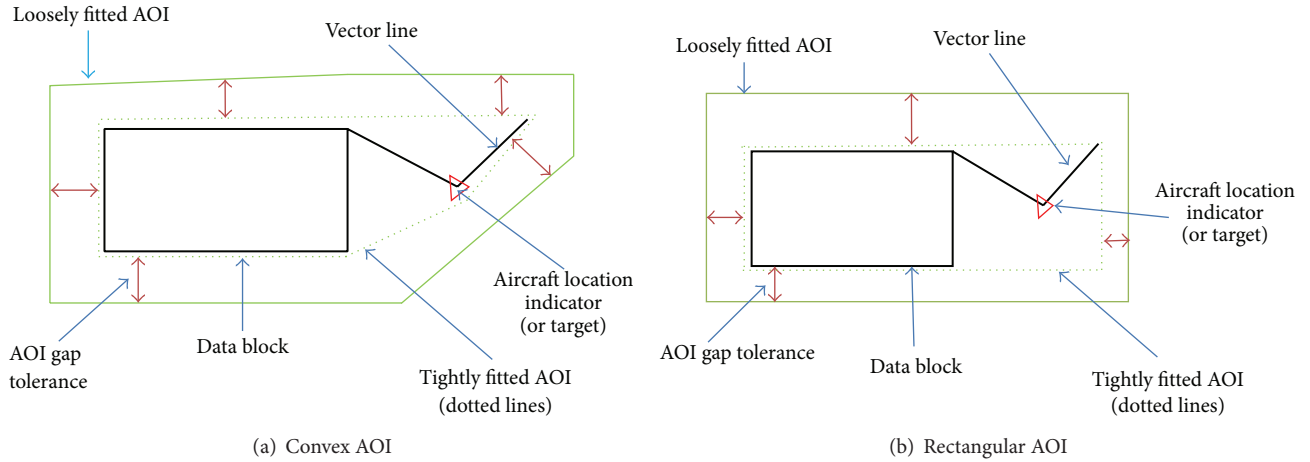 Loosely fitted AOI
Vector line
Aircraft location
indicator
(or target)
AOI gap
tolerance
Data block
Tightly fitted AOI
(dotted lines)
(a) Convex AOI
Loosely fitted AOI
Vector line
Aircraft location
indicator
(or target)
AOI gap tolerance
Data block
Tightly fitted AOI
(dotted lines)
(b) Rectangular AOI